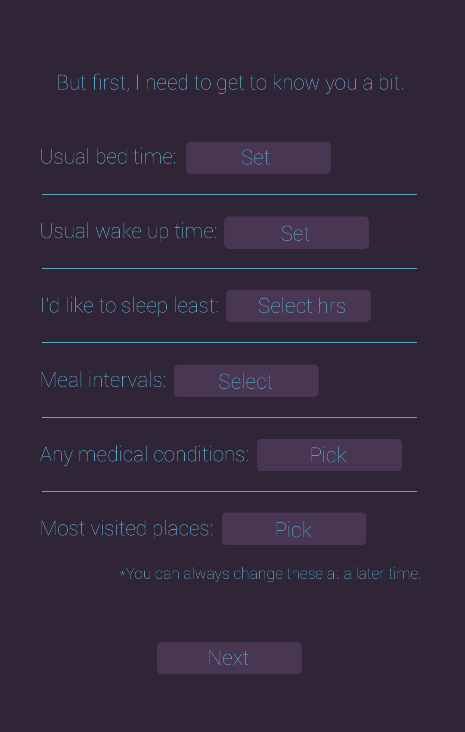 But first, I need to get to know you a bit.
Usual bed time: Set
Usual wake up time: Set
I'd like to sleep least: Select hrs
Meal intervals: Select
Any medical conditions: Pick
Most visited places: Pick
*You can always change these at a later time.
Next